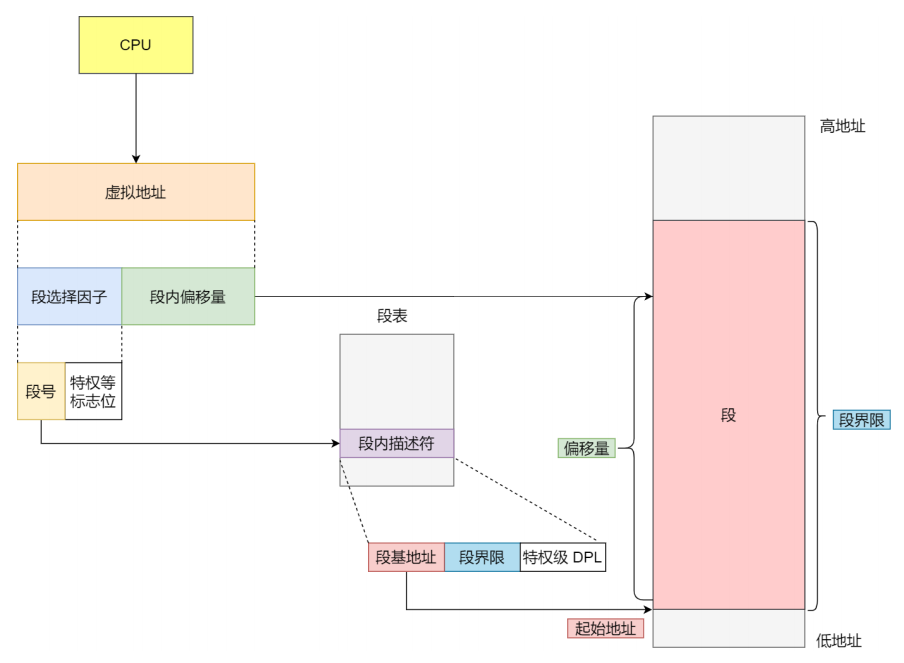 CPU
高地址
虚拟地址
段选择因子
段内偏移量
段表
段号
特权等
标志位
段内描述符
段
段界限
偏移量
段基地址
段界限
特权级 DPL
起始地址
低地址